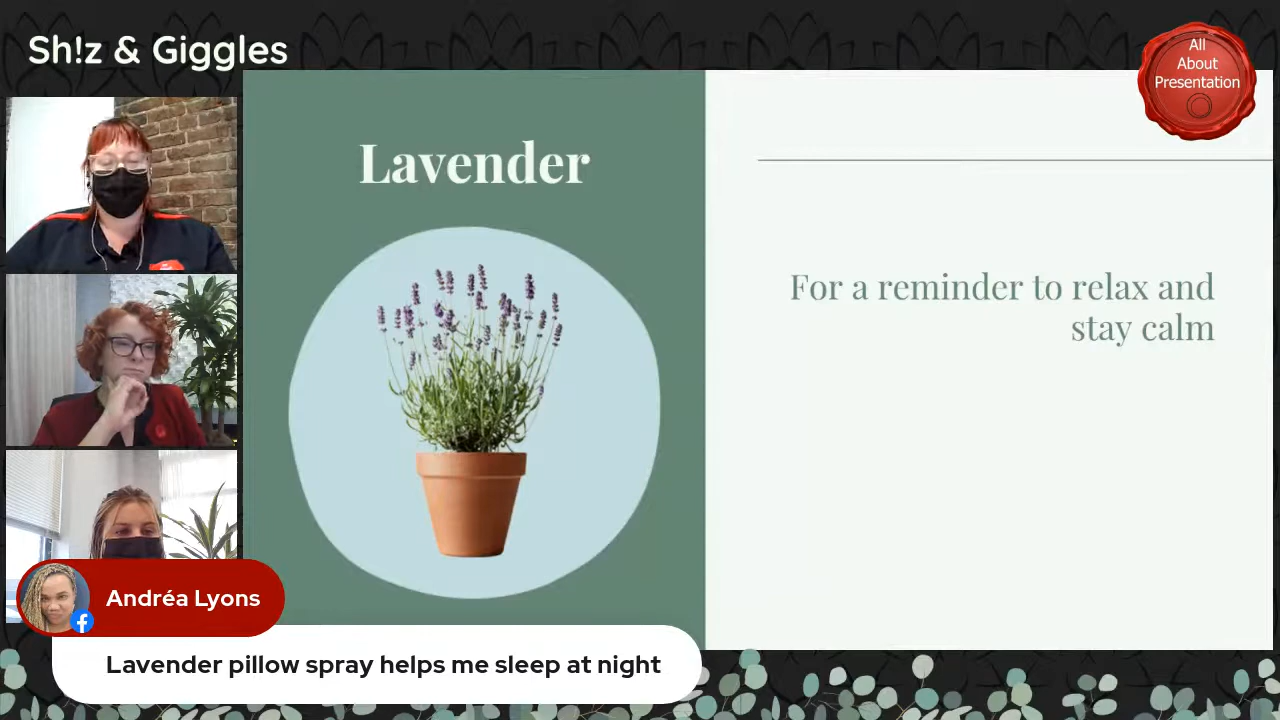 Sh!z & Giggles
All
About
Presentation
Lavender
For a reminder to relax and
stay calm
Andréa Lyons
Lavender pillow spray helps me sleep at night